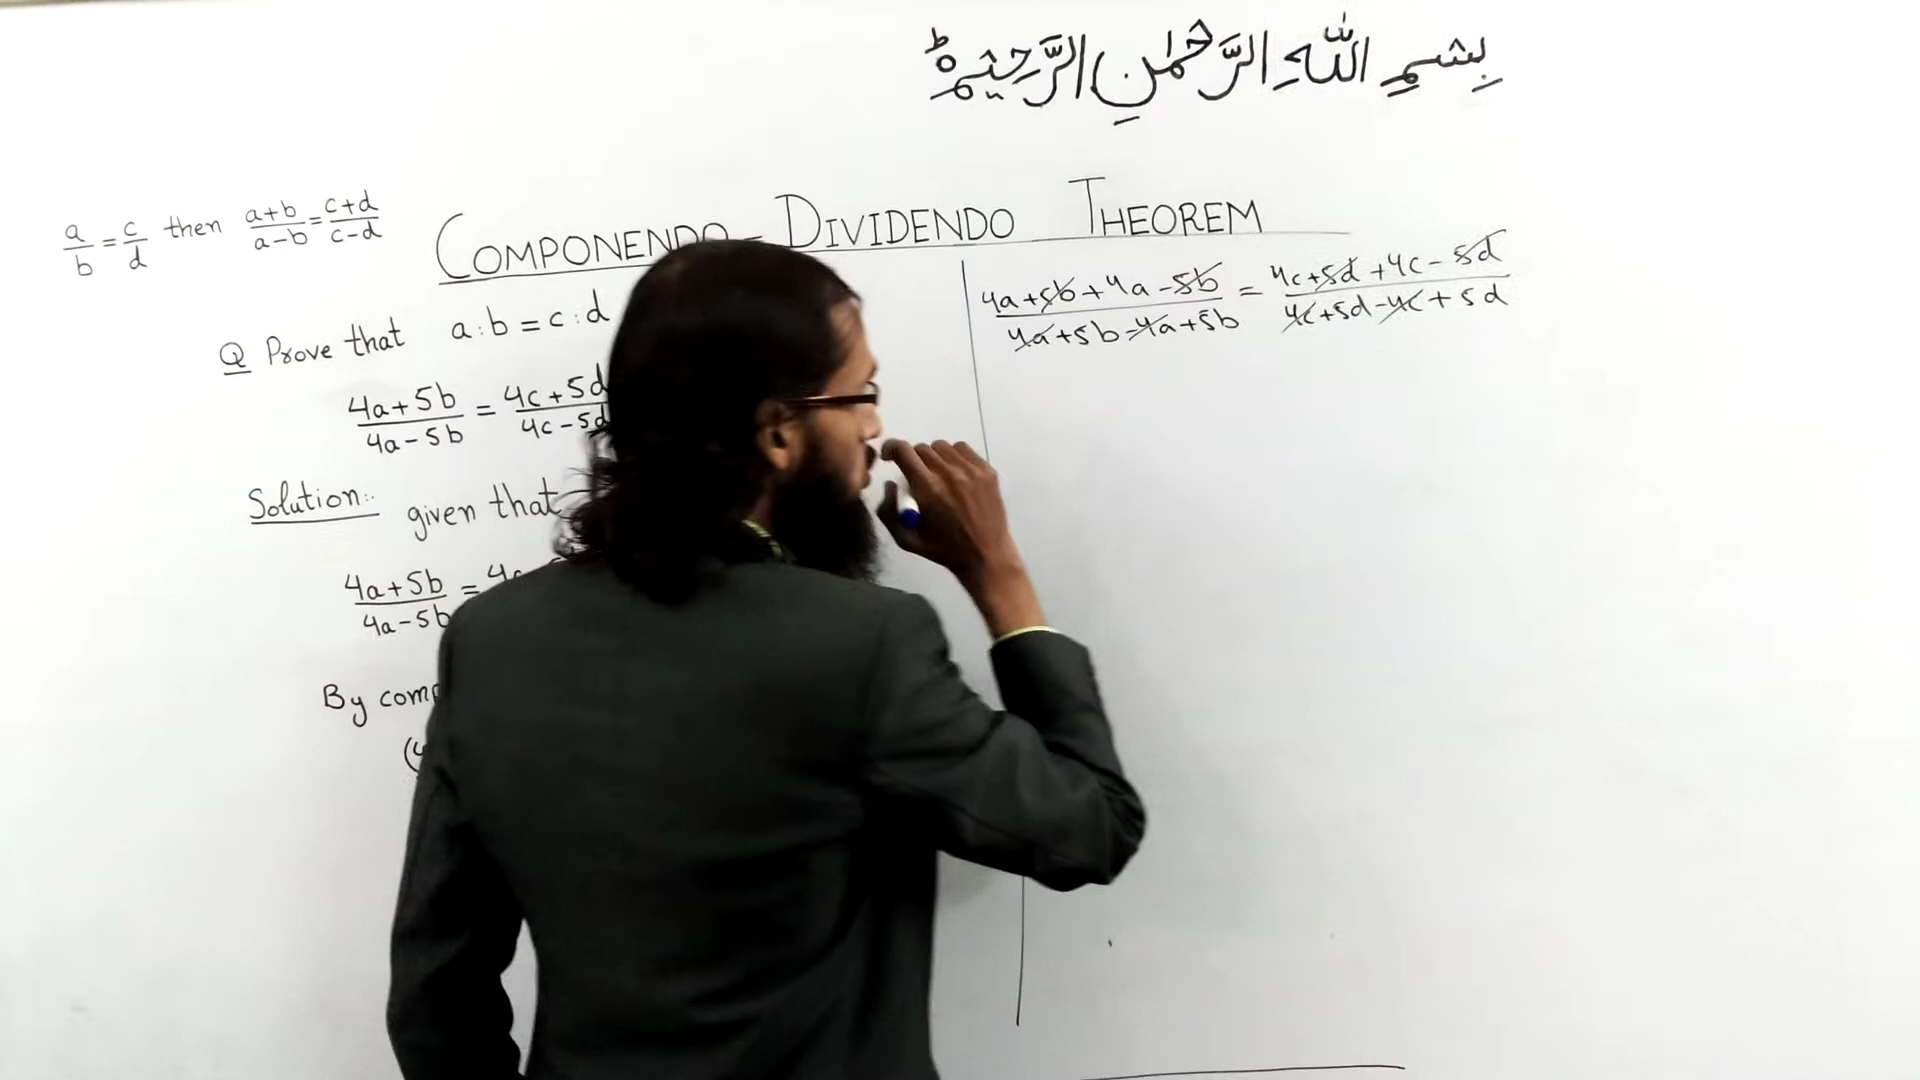 بِسْمِ اللّٰهِ الرَّحْمٰنِ الرَّحِيْمِ ط
a/b = c/d then (a+b)/(a-b) = (c+d)/(c-d)
COMPONENDO - DIVIDENDO THEOREM
Q Prove that a:b = c:d
(4a+5b)/(4a-5b) = (4c+5d)/(4c-5d)
Solution:- given that
(4a+5b)/(4a-5b) =
By
(4a+5b+4a-5b)/(4a+5b-4a+5b) = (4c+5d+4c-5d)/(4c+5d-4c+5d)